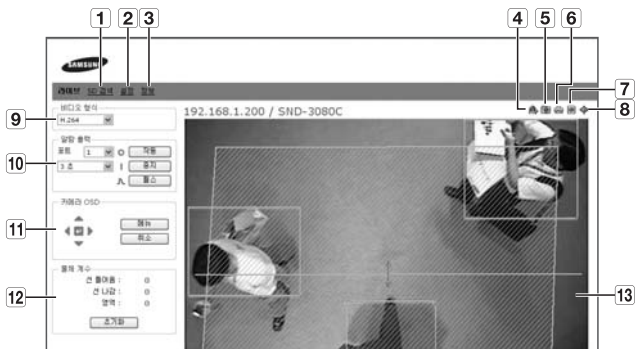 1 2 3
4 5 6
7
8
9
10
11
12
13
SAMSUNG
라이브 SD 검색 설정 정보
192.168.1.200 / SND-3080C
비디오 형식
H.264
알람 출력
포트 1 작동
3 초 중지
펄스
카메라 OSD
메뉴
취소
물체 계수
선 들어옴 : 0
선 나감 : 0
영역 : 0
초기화